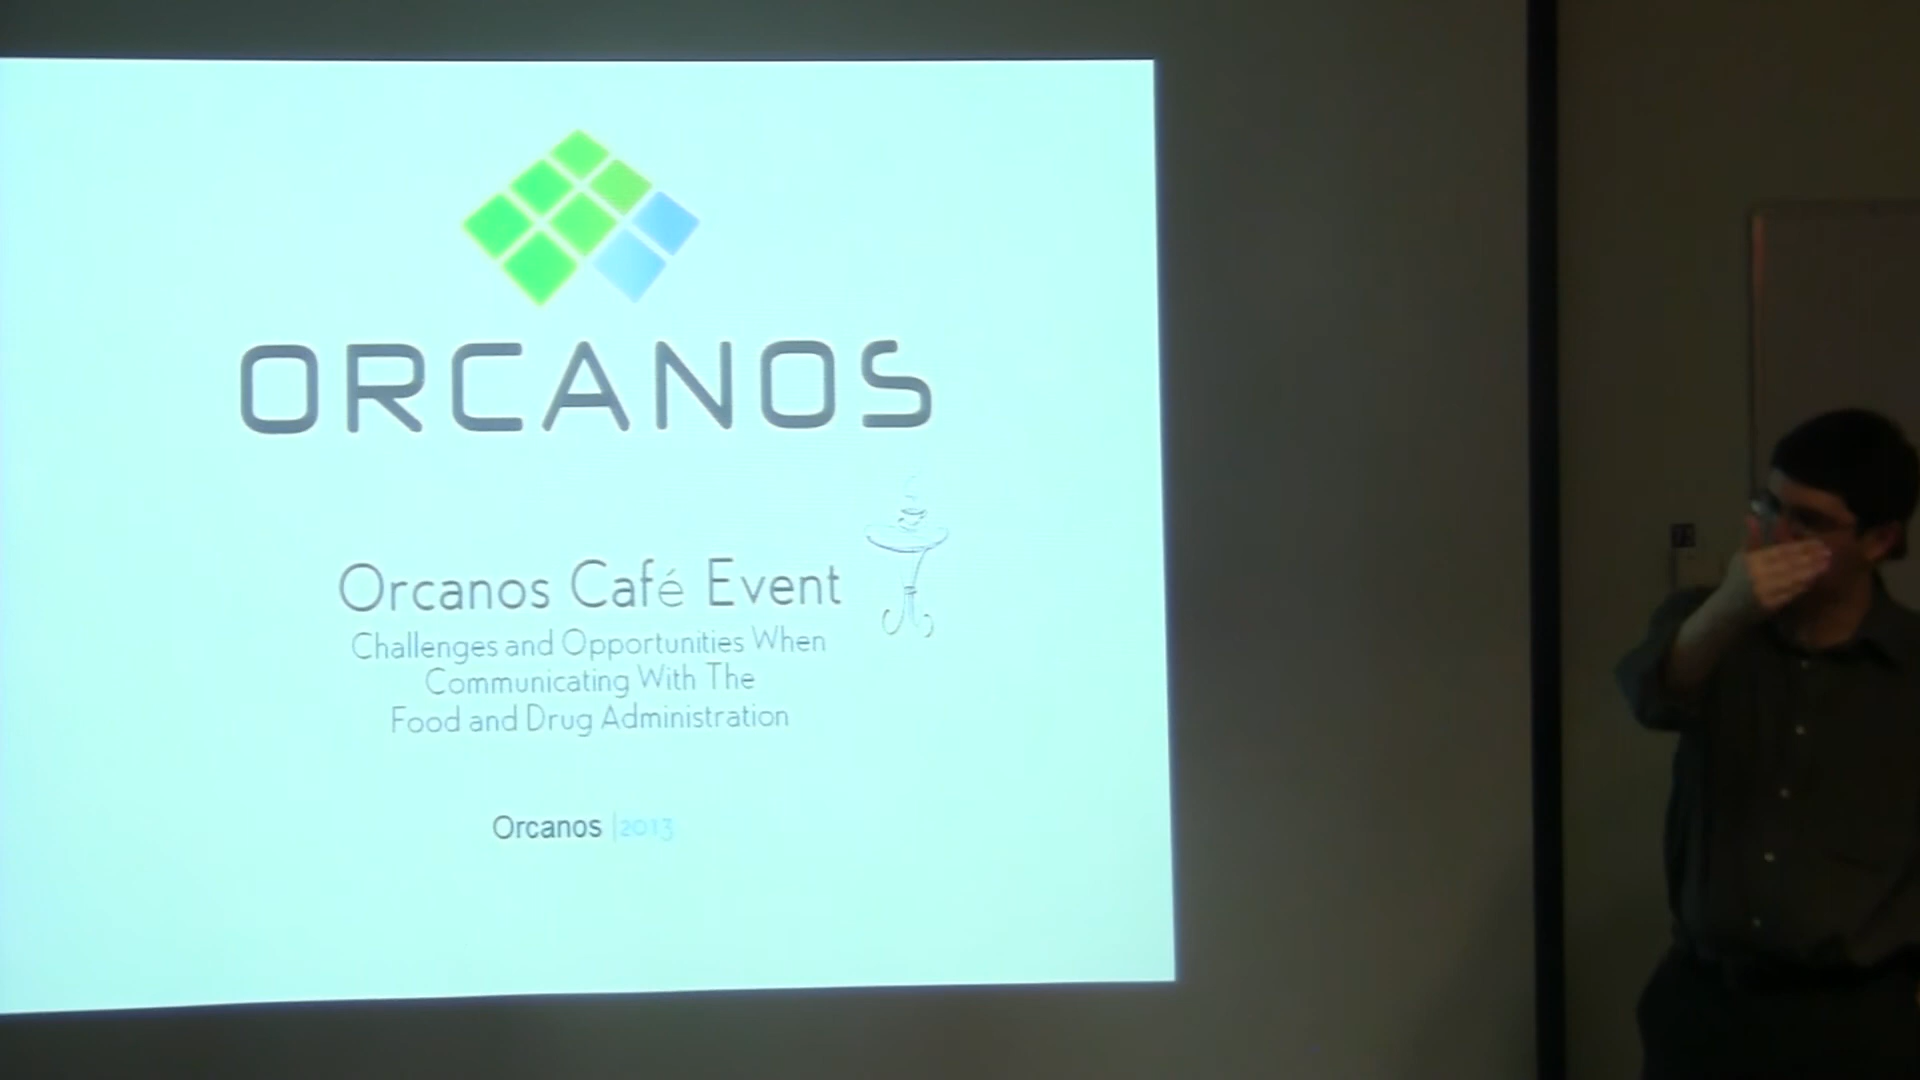 ORCANOS
Orcanos Café Event
Challenges and Opportunities When
Communicating With The
Food and Drug Administration
Orcanos |2013